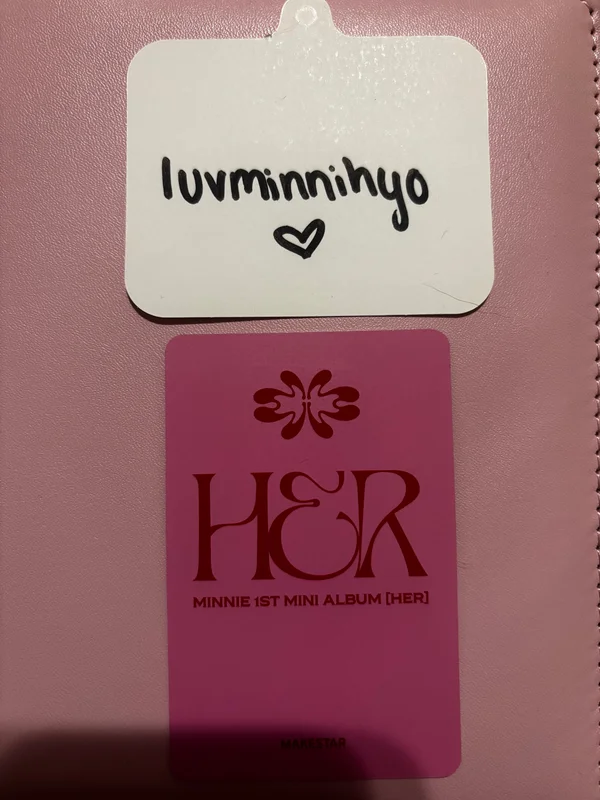 luvminnihyo
HER
MINNIE 1ST MINI ALBUM [HER]
MAKESTAR